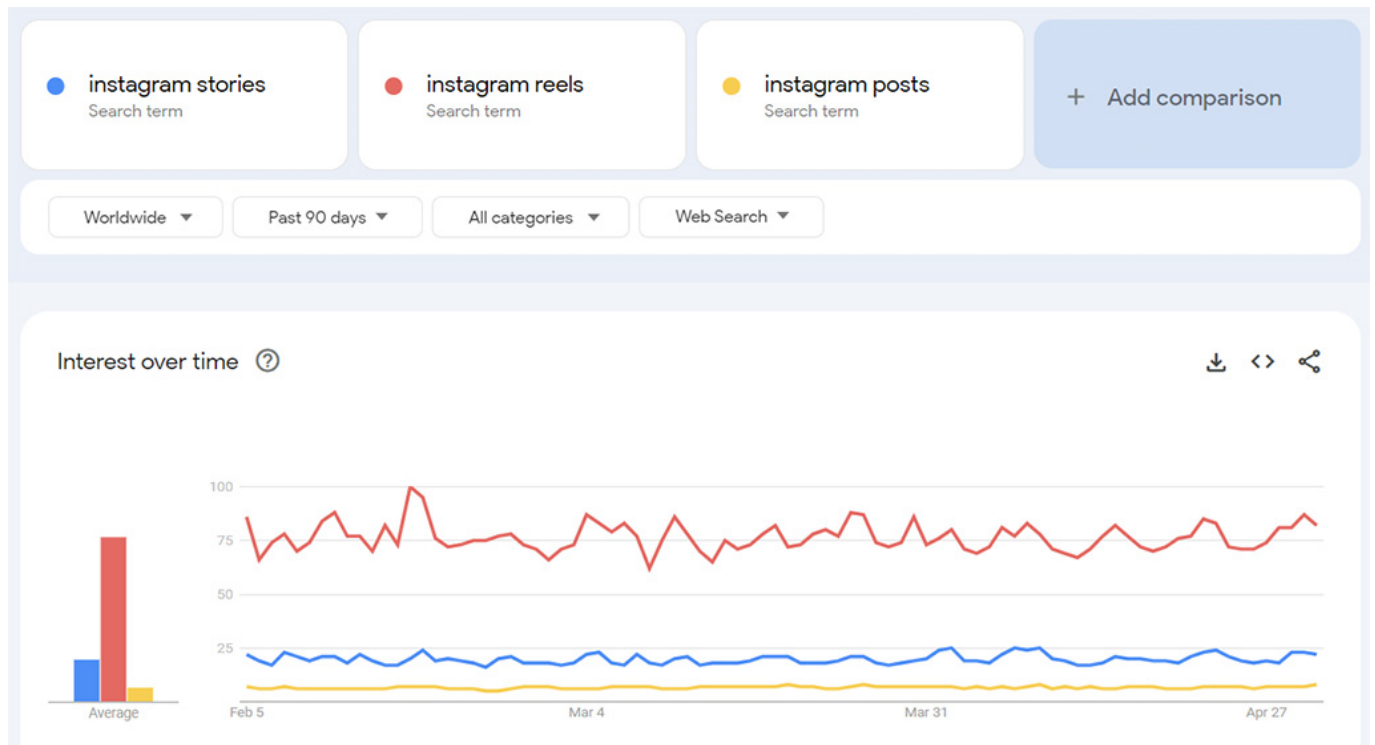 instagram stories
Search term
instagram reels
Search term
instagram posts
Search term
+ Add comparison
Worldwide
Past 90 days
All categories
Web Search
Interest over time
100
75
50
25
Average
Feb 5
Mar 4
Mar 31
Apr 27